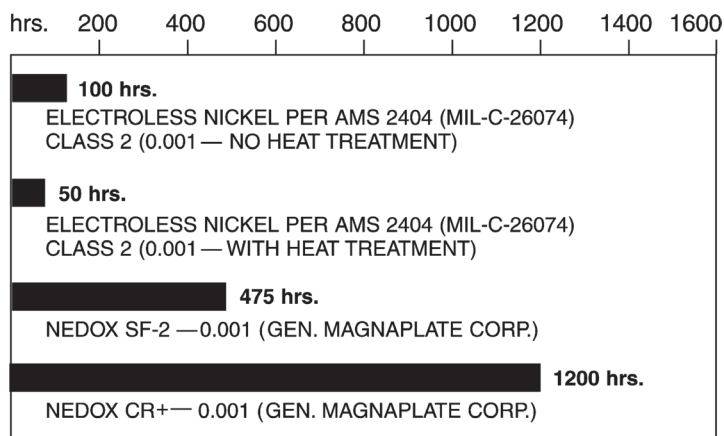 hrs. 200 400 600 800 1000 1200 1400 1600
100 hrs.
ELECTROLESS NICKEL PER AMS 2404 (MIL-C-26074)
CLASS 2 (0.001 — NO HEAT TREATMENT)
50 hrs.
ELECTROLESS NICKEL PER AMS 2404 (MIL-C-26074)
CLASS 2 (0.001 — WITH HEAT TREATMENT)
475 hrs.
NEDOX SF-2 —0.001 (GEN. MAGNAPLATE CORP.)
1200 hrs.
NEDOX CR+— 0.001 (GEN. MAGNAPLATE CORP.)